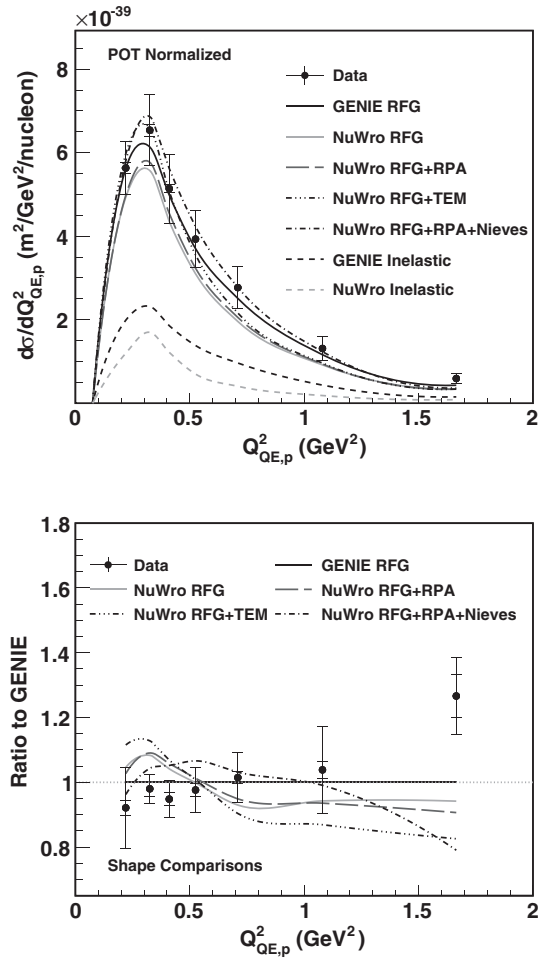 ×10⁻³⁹
POT Normalized
Data
GENIE RFG
NuWro RFG
NuWro RFG+RPA
NuWro RFG+TEM
NuWro RFG+RPA+Nieves
GENIE Inelastic
NuWro Inelastic
dσ/dQ²_QE,p (m²/GeV²/nucleon)
8
6
4
2
0 0.5 1 1.5 2
Q²_QE,p (GeV²)
Data GENIE RFG
NuWro RFG NuWro RFG+RPA
NuWro RFG+TEM NuWro RFG+RPA+Nieves
Ratio to GENIE
1.8
1.6
1.4
1.2
1
0.8
Shape Comparisons
0 0.5 1 1.5 2
Q²_QE,p (GeV²)